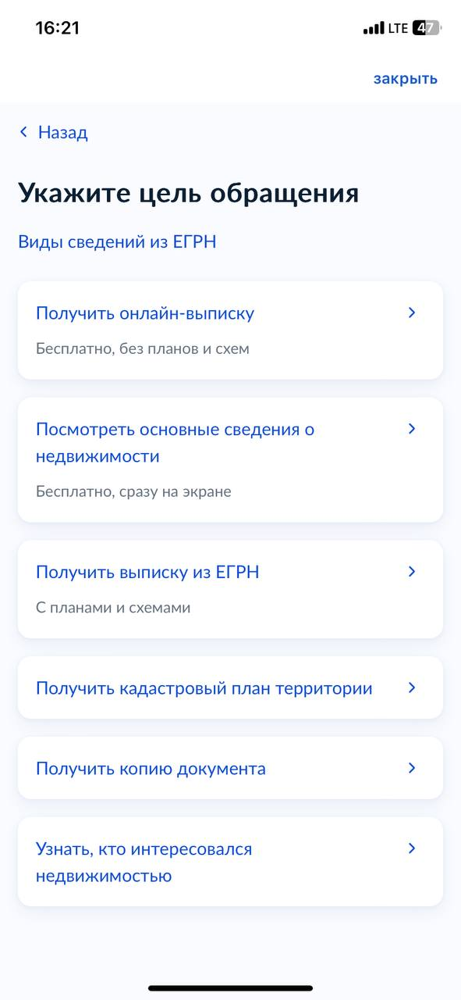 16:21
LTE 47
закрыть
Назад
Укажите цель обращения
Виды сведений из ЕГРН
Получить онлайн-выписку
Бесплатно, без планов и схем
Посмотреть основные сведения о
недвижимости
Бесплатно, сразу на экране
Получить выписку из ЕГРН
С планами и схемами
Получить кадастровый план территории
Получить копию документа
Узнать, кто интересовался
недвижимостью